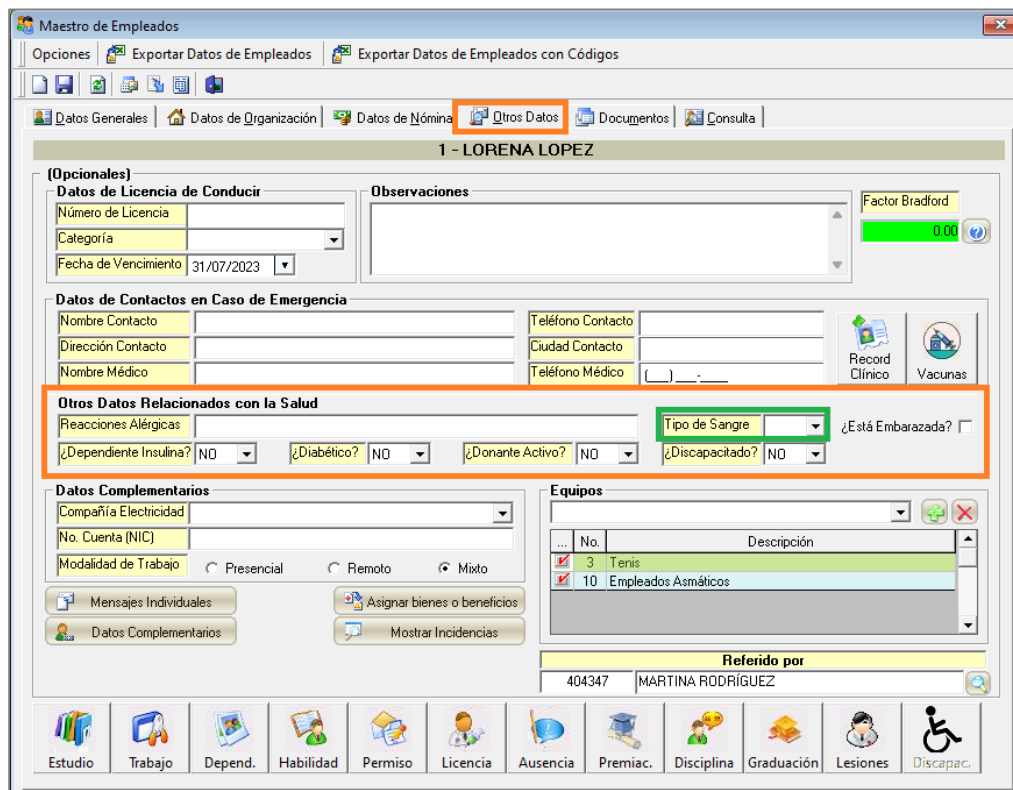 Maestro de Empleados
Opciones Exportar Datos de Empleados Exportar Datos de Empleados con Códigos
Datos Generales Datos de Organización Datos de Nómina Otros Datos Documentos Consulta
1 - LORENA LOPEZ
(Opcionales)
Datos de Licencia de Conducir Observaciones
Número de Licencia Factor Bradford
Categoría 0.00
Fecha de Vencimiento 31/07/2023
Datos de Contactos en Caso de Emergencia
Nombre Contacto Teléfono Contacto
Dirección Contacto Ciudad Contacto
Nombre Médico Teléfono Médico (__) ___-____
Record Clínico Vacunas
Otros Datos Relacionados con la Salud
Reacciones Alérgicas Tipo de Sangre ¿Está Embarazada?
¿Dependiente Insulina? NO ¿Diabético? NO ¿Donante Activo? NO ¿Discapacitado? NO
Datos Complementarios Equipos
Compañía Electricidad
No. Cuenta (NIC)
... No. Descripción
Modalidad de Trabajo Presencial Remoto Mixto
3 Tenis
10 Empleados Asmáticos
Mensajes Individuales Asignar bienes o beneficios
Datos Complementarios Mostrar Incidencias
Referido por
404347 MARTINA RODRÍGUEZ
Estudio Trabajo Depend. Habilidad Permiso Licencia Ausencia Premiac. Disciplina Graduación Lesiones Discapac.